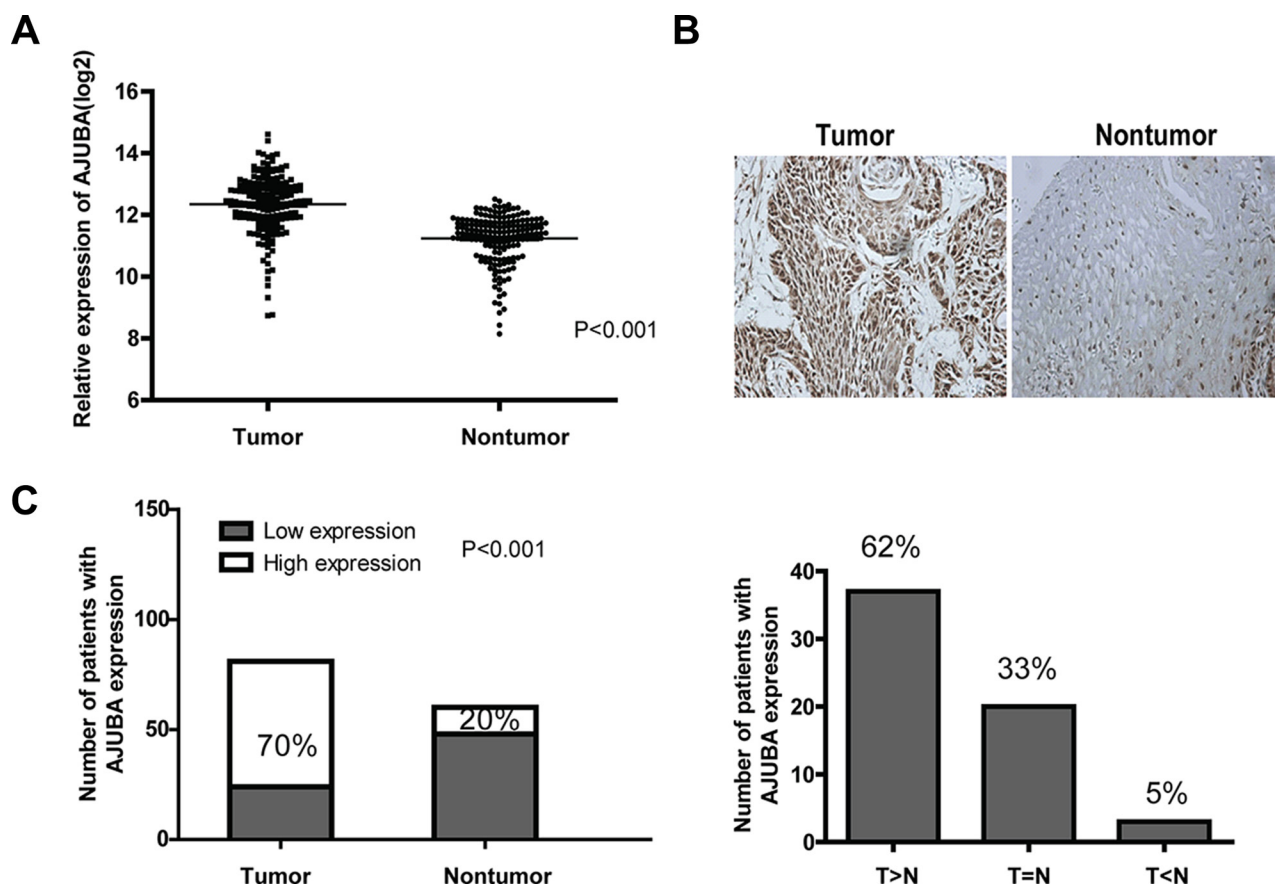 A
Relative expression of AJUBA(log2)
16
14
12
10
8
6
P<0.001
Tumor
Nontumor
B
Tumor
Nontumor
C
Number of patients with
AJUBA expression
150
100
50
0
Low expression
High expression
P<0.001
70%
20%
Tumor
Nontumor
Number of patients with
AJUBA expression
40
30
20
10
0
62%
33%
5%
T>N
T=N
T<N